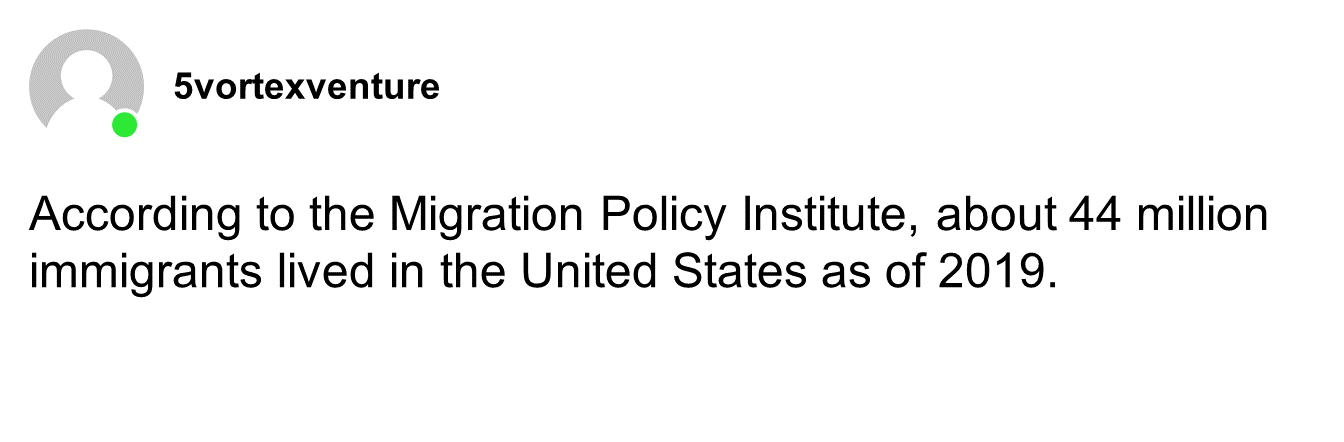 5vortexventure
According to the Migration Policy Institute, about 44 million
immigrants lived in the United States as of 2019.